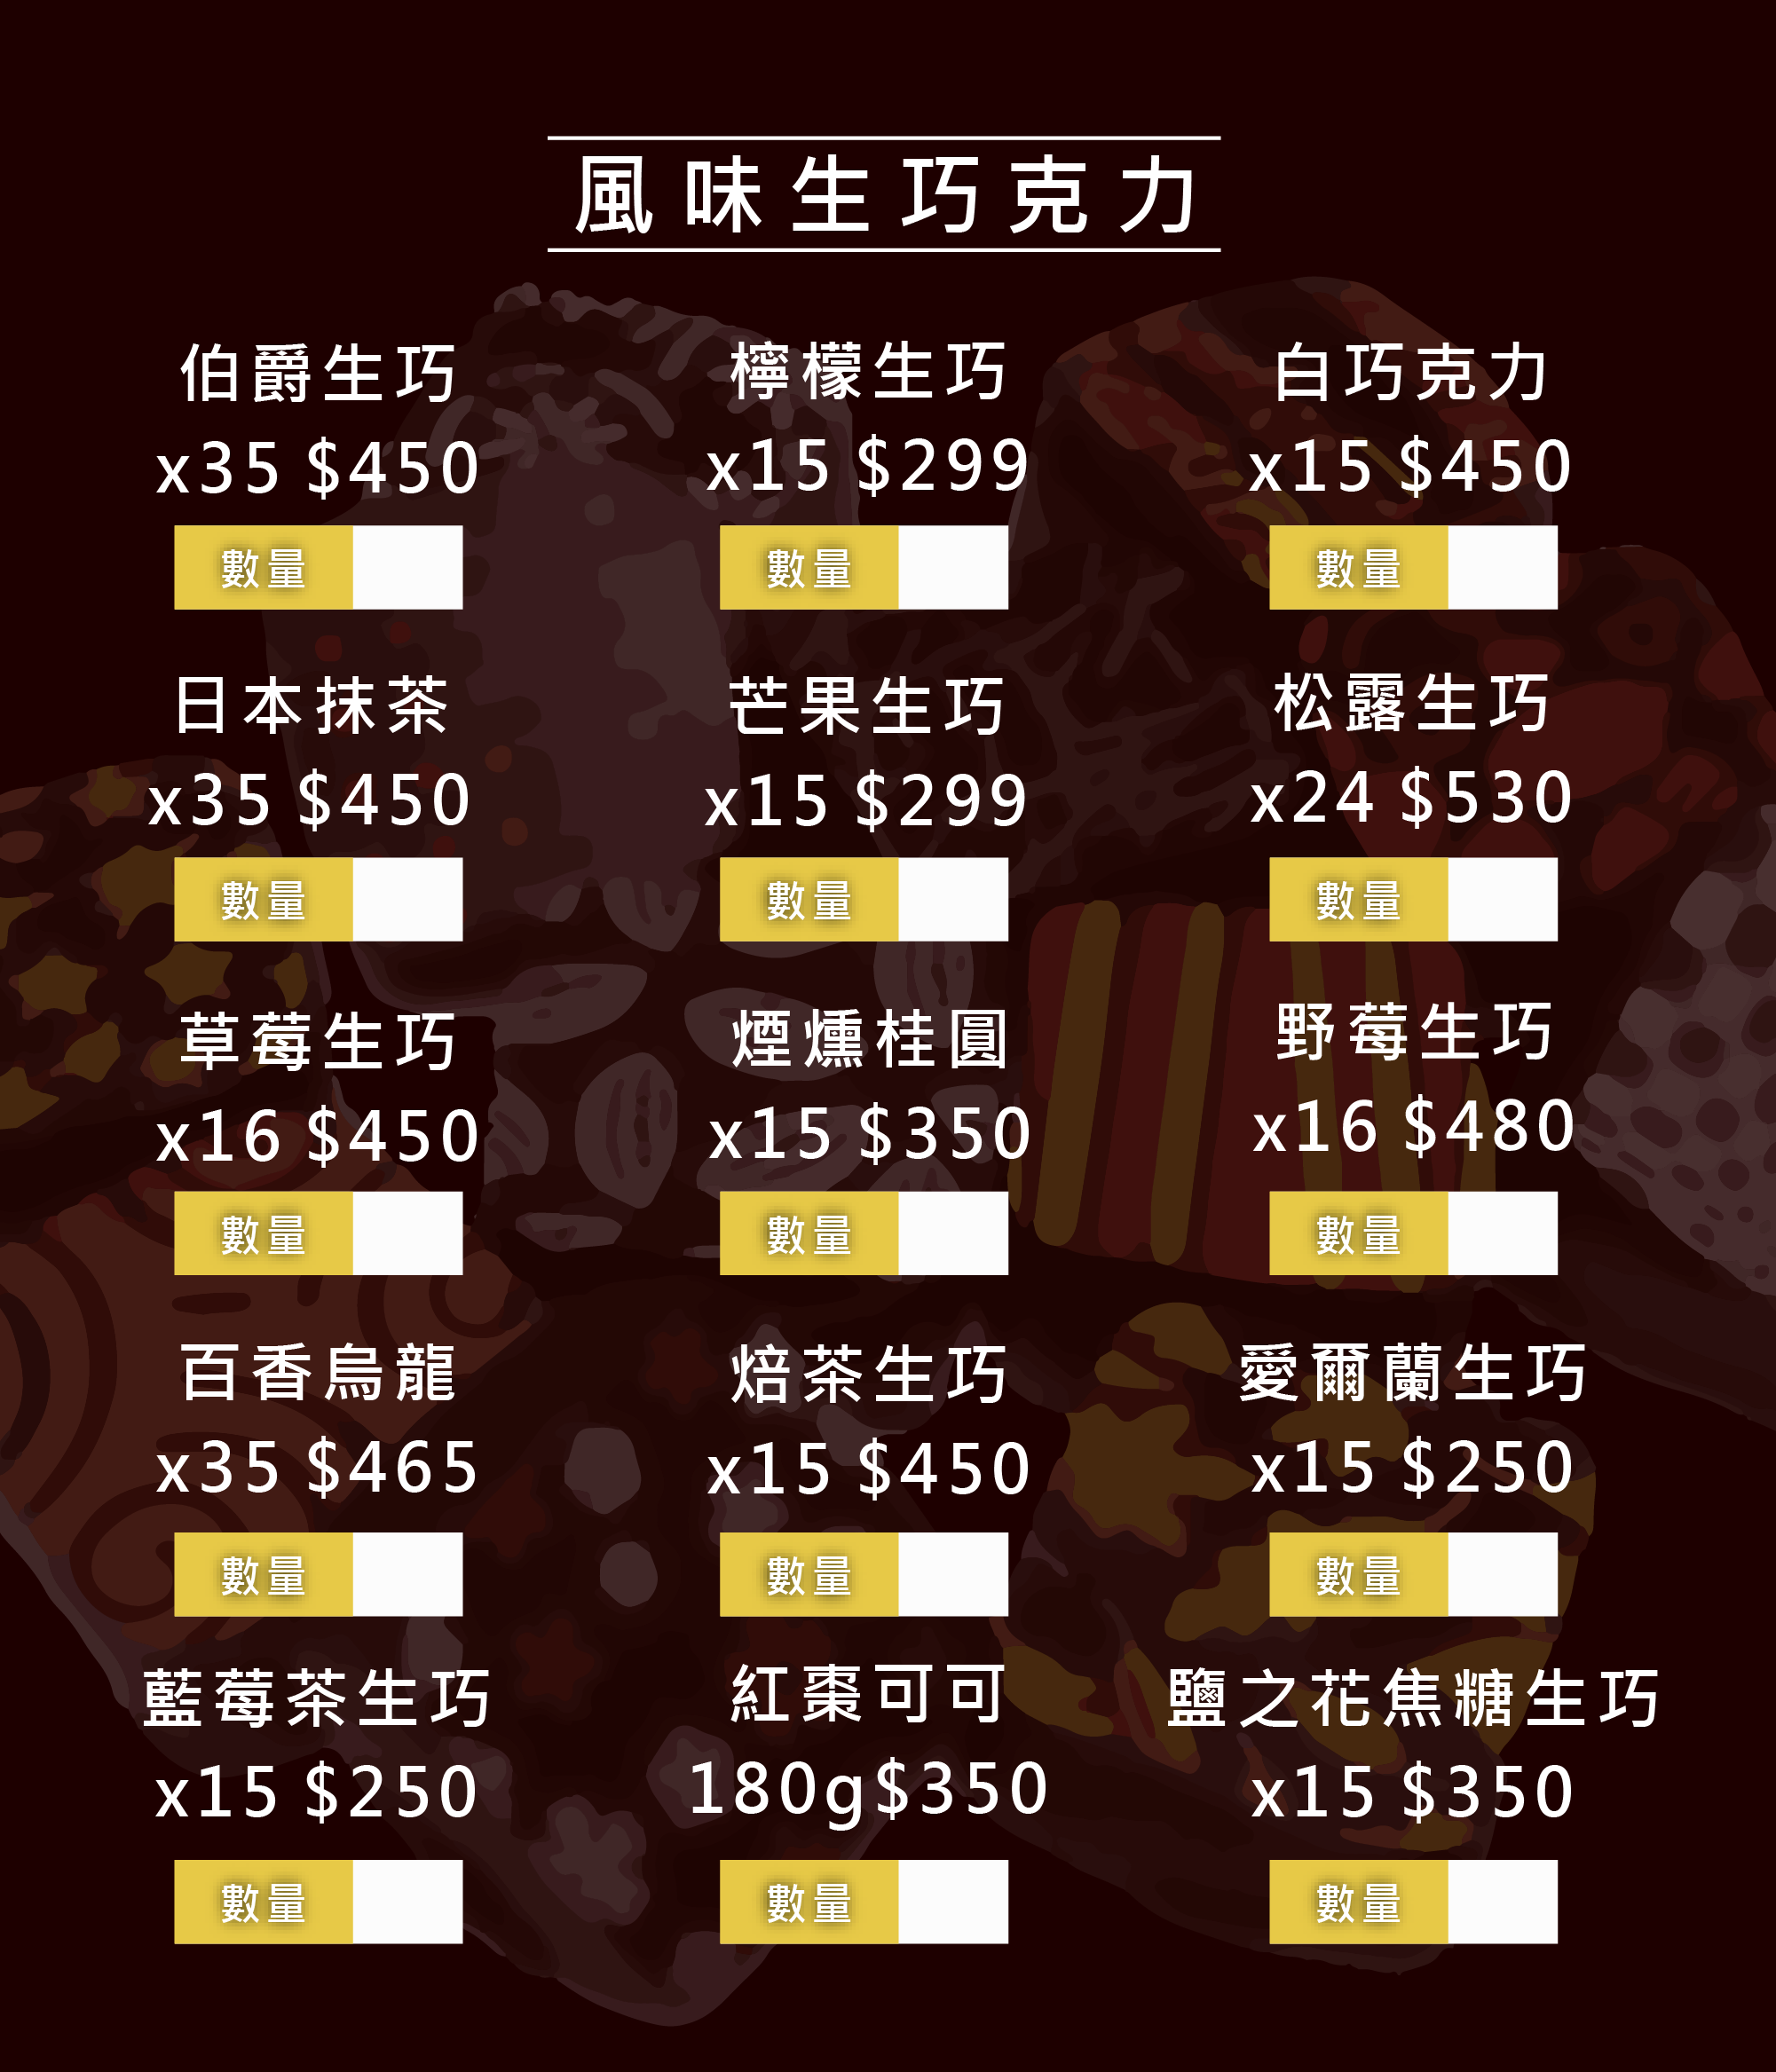 風味生巧克力
伯爵生巧
x35 $450
數量
檸檬生巧
x15 $299
數量
白巧克力
x15 $450
數量
日本抹茶
x35 $450
數量
芒果生巧
x15 $299
數量
松露生巧
x24 $530
數量
草莓生巧
x16 $450
數量
煙燻桂圓
x15 $350
數量
野莓生巧
x16 $480
數量
百香烏龍
x35 $465
數量
焙茶生巧
x15 $450
數量
愛爾蘭生巧
x15 $250
數量
藍莓茶生巧
x15 $250
數量
紅棗可可
180g$350
數量
鹽之花焦糖生巧
x15 $350
數量